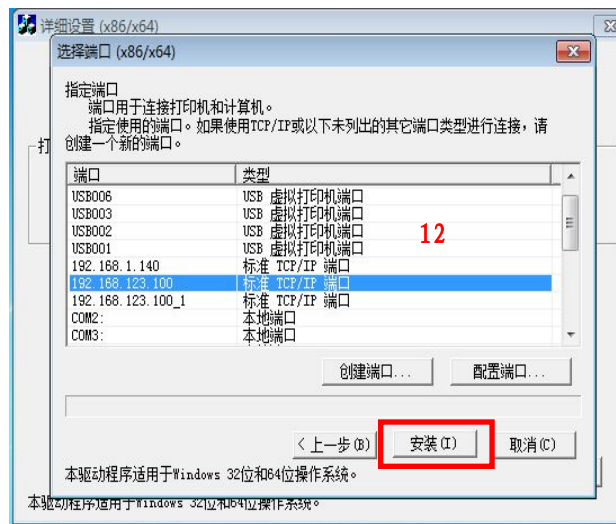 详细设置 (x86/x64)
选择端口 (x86/x64)
指定端口
端口用于连接打印机和计算机。
指定使用的端口。如果使用TCP/IP或以下未列出的其它端口类型进行连接，请
创建一个新的端口。
打
端口 类型
USB006 USB 虚拟打印机端口
USB003 USB 虚拟打印机端口
USB002 USB 虚拟打印机端口
USB001 USB 虚拟打印机端口
12
192.168.1.140 标准 TCP/IP 端口
192.168.123.100 标准 TCP/IP 端口
192.168.123.100_1 标准 TCP/IP 端口
COM2: 本地端口
COM3: 本地端口
创建端口... 配置端口...
<上一步(B) 安装(I) 取消(C)
本驱动程序适用于Windows 32位和64位操作系统。
本驱动程序适用于Windows 32位和64位操作系统。